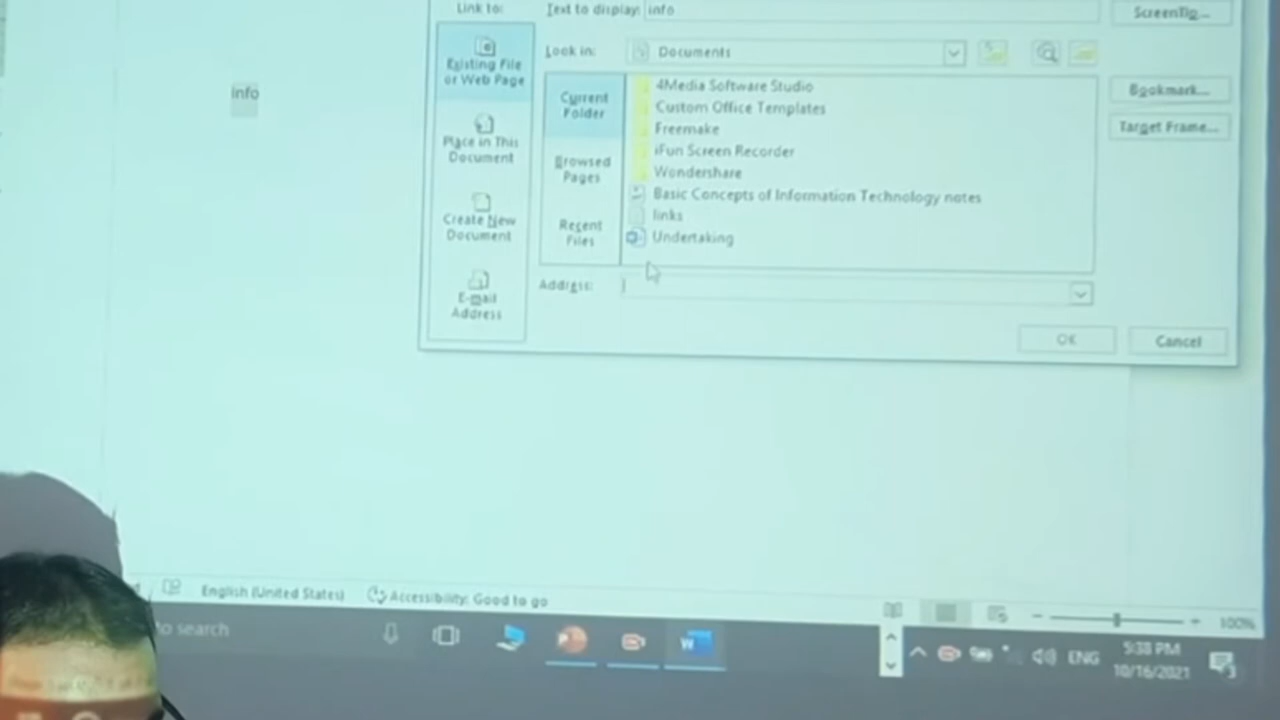 Link to:
Text to display: info
ScreenTip...
Existing File
or Web Page
Look in:
Documents
info
Current
Folder
4Media Software Studio
Custom Office Templates
Freemake
iFun Screen Recorder
Wondershare
Basic Concepts of Information Technology notes
links
Undertaking
Bookmark...
Target Frame...
Place in This
Document
Browsed
Pages
Create New
Document
Recent
Files
E-mail
Address
Address:
OK
Cancel
English (United States)
Accessibility: Good to go
100%
to search
ENG
5:38 PM
10/16/2021